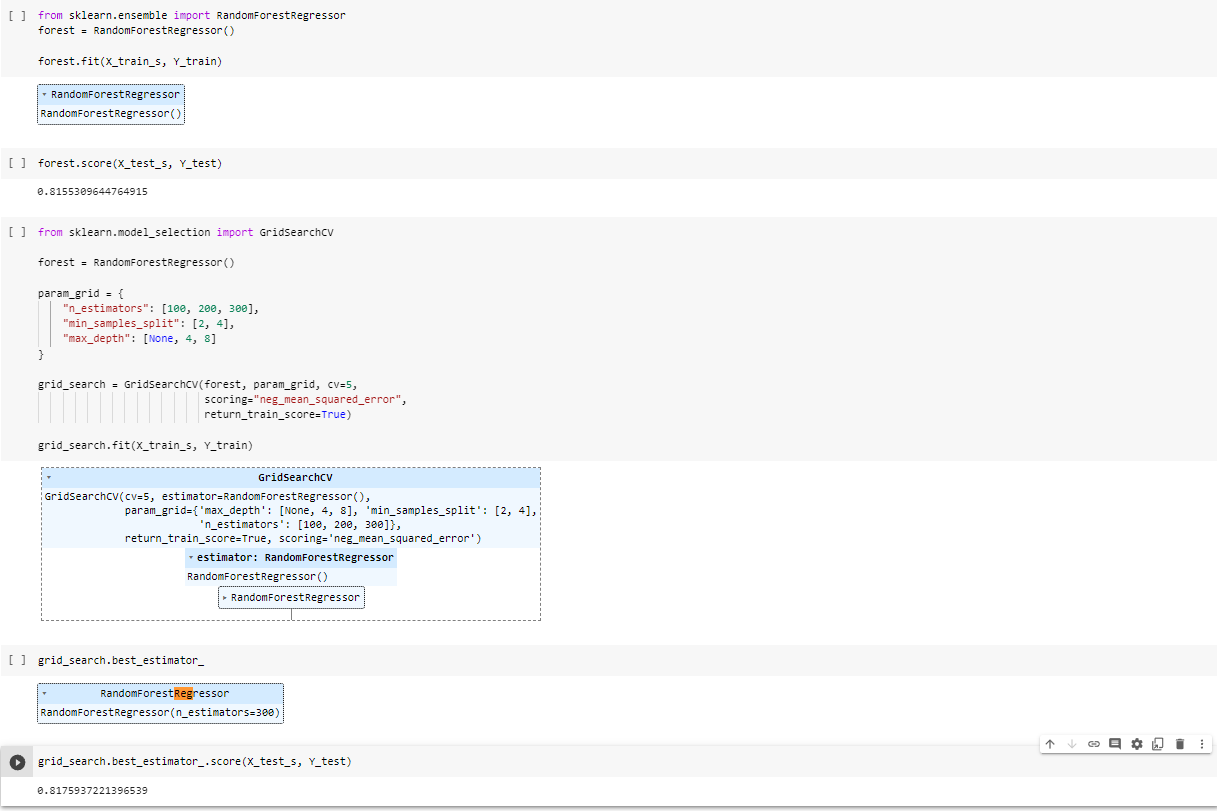 [ ] from sklearn.ensemble import RandomForestRegressor
forest = RandomForestRegressor()
forest.fit(X_train_s, Y_train)
RandomForestRegressor
RandomForestRegressor()
[ ] forest.score(X_test_s, Y_test)
0.8155309644764915
[ ] from sklearn.model_selection import GridSearchCV
forest = RandomForestRegressor()
param_grid = {
"n_estimators": [100, 200, 300],
"min_samples_split": [2, 4],
"max_depth": [None, 4, 8]
}
grid_search = GridSearchCV(forest, param_grid, cv=5,
scoring="neg_mean_squared_error",
return_train_score=True)
grid_search.fit(X_train_s, Y_train)
GridSearchCV
GridSearchCV(cv=5, estimator=RandomForestRegressor(),
param_grid={'max_depth': [None, 4, 8], 'min_samples_split': [2, 4],
'n_estimators': [100, 200, 300]},
return_train_score=True, scoring='neg_mean_squared_error')
estimator: RandomForestRegressor
RandomForestRegressor()
RandomForestRegressor
[ ] grid_search.best_estimator_
RandomForestRegressor
RandomForestRegressor(n_estimators=300)
grid_search.best_estimator_.score(X_test_s, Y_test)
0.8175937221396539